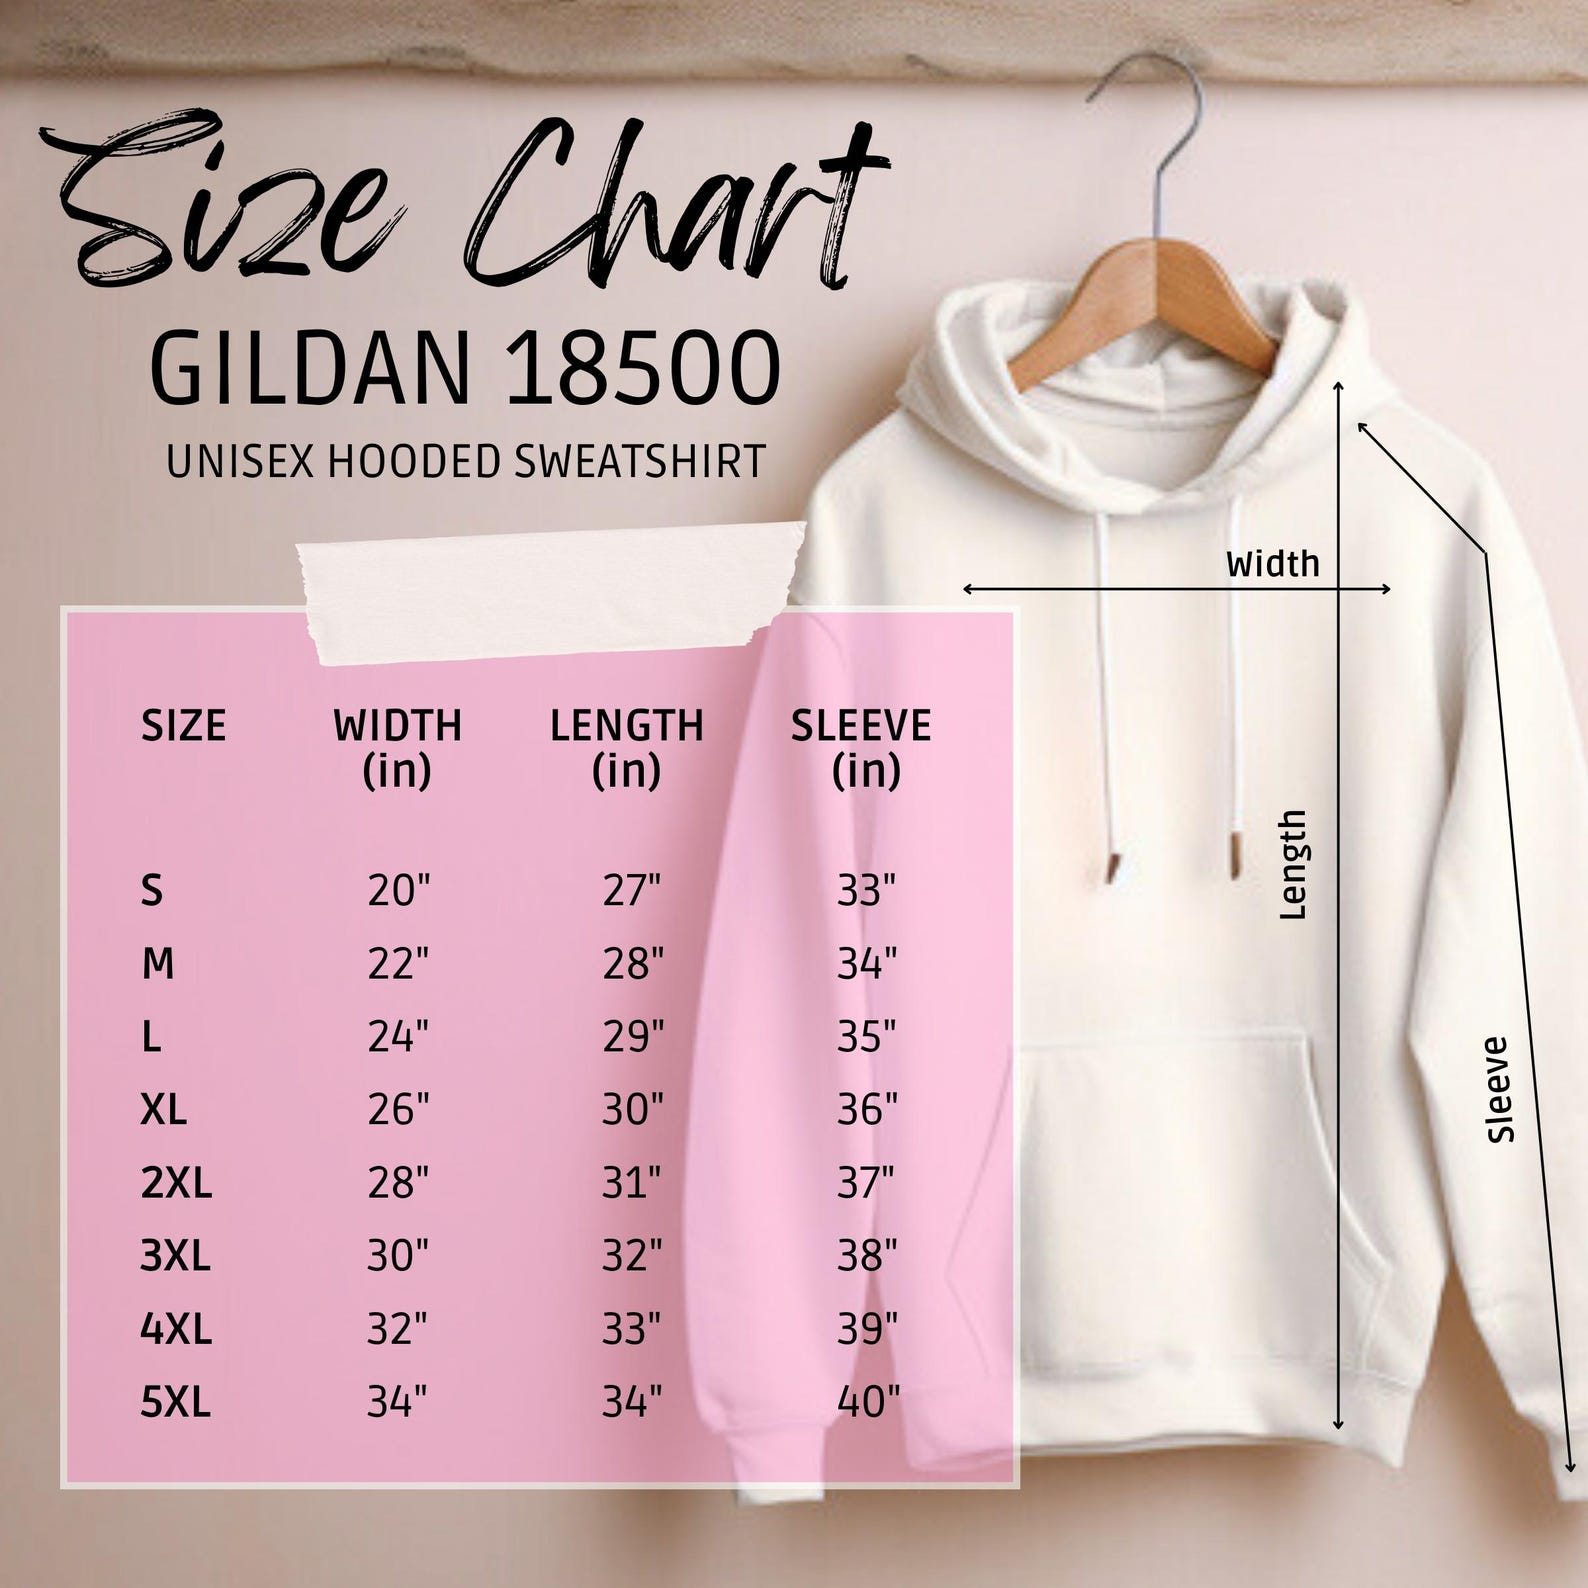 Size Chart
GILDAN 18500
UNISEX HOODED SWEATSHIRT
SIZE WIDTH (in) LENGTH (in) SLEEVE (in)
S 20" 27" 33"
M 22" 28" 34"
L 24" 29" 35"
XL 26" 30" 36"
2XL 28" 31" 37"
3XL 30" 32" 38"
4XL 32" 33" 39"
5XL 34" 34" 40"
Width
Length
Sleeve